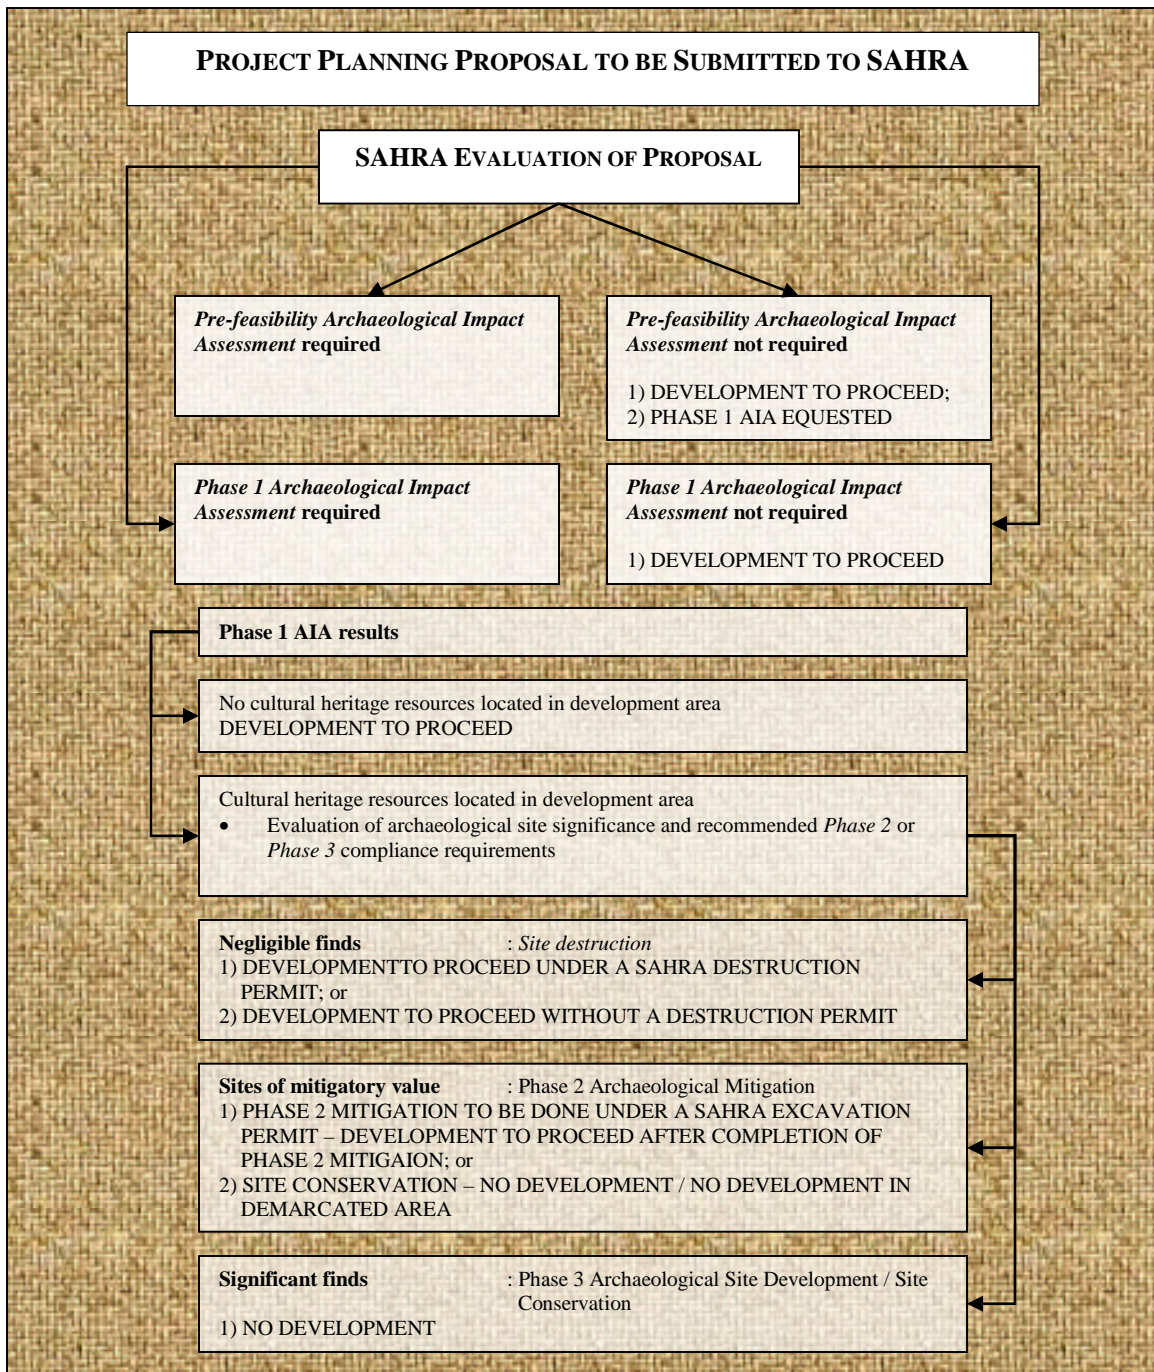 PROJECT PLANNING PROPOSAL TO BE SUBMITTED TO SAHRA
SAHRA EVALUATION OF PROPOSAL
Pre-feasibility Archaeological Impact
Assessment required
Pre-feasibility Archaeological Impact
Assessment not required
1) DEVELOPMENT TO PROCEED;
2) PHASE 1 AIA EQUESTED
Phase 1 Archaeological Impact
Assessment required
Phase 1 Archaeological Impact
Assessment not required
1) DEVELOPMENT TO PROCEED
Phase 1 AIA results
No cultural heritage resources located in development area
DEVELOPMENT TO PROCEED
Cultural heritage resources located in development area
• Evaluation of archaeological site significance and recommended Phase 2 or
Phase 3 compliance requirements
Negligible finds : Site destruction
1) DEVELOPMENTTO PROCEED UNDER A SAHRA DESTRUCTION
PERMIT; or
2) DEVELOPMENT TO PROCEED WITHOUT A DESTRUCTION PERMIT
Sites of mitigatory value : Phase 2 Archaeological Mitigation
1) PHASE 2 MITIGATION TO BE DONE UNDER A SAHRA EXCAVATION
PERMIT – DEVELOPMENT TO PROCEED AFTER COMPLETION OF
PHASE 2 MITIGAION; or
2) SITE CONSERVATION – NO DEVELOPMENT / NO DEVELOPMENT IN
DEMARCATED AREA
Significant finds : Phase 3 Archaeological Site Development / Site
Conservation
1) NO DEVELOPMENT